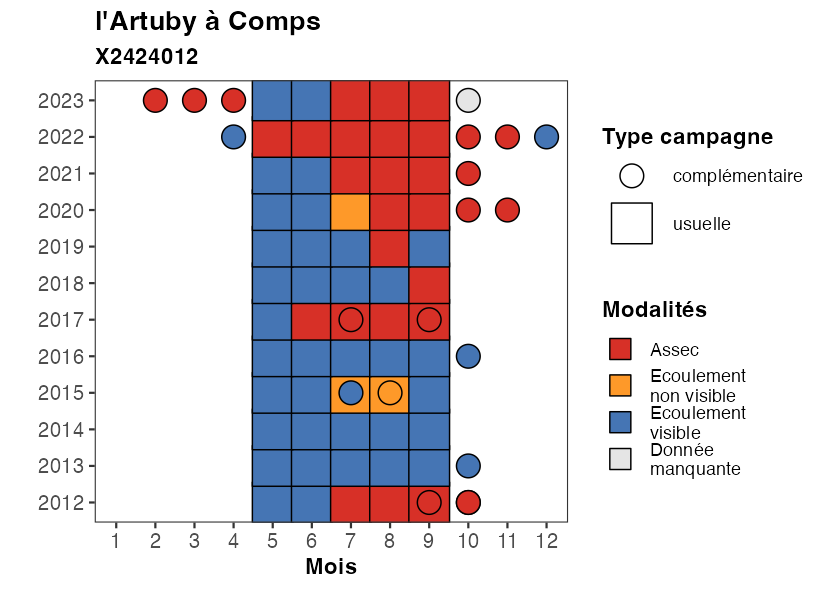 l'Artuby à Comps
X2424012
2023
2022
2021
2020
2019
2018
2017
2016
2015
2014
2013
2012
1 2 3 4 5 6 7 8 9 10 11 12
Mois
Type campagne
complémentaire
usuelle
Modalités
Assec
Ecoulement
non visible
Ecoulement
visible
Donnée
manquante